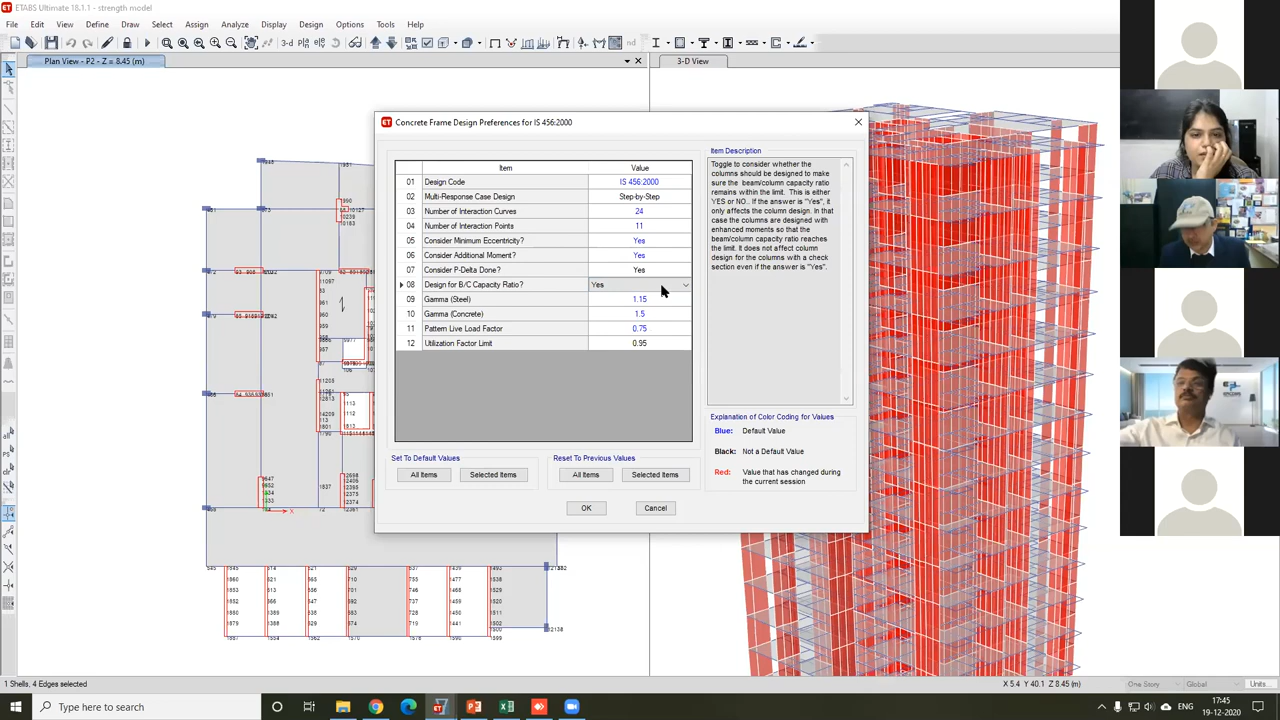 ETABS Ultimate 18.1.1 - strength model
File Edit View Define Draw Select Assign Analyze Display Design Options Tools Help
Plan View - P2 - Z = 8.45 (m)
3-D View
Concrete Frame Design Preferences for IS 456:2000
Item Value
01 Design Code IS 456:2000
02 Multi-Response Case Design Step-by-Step
03 Number of Interaction Curves 24
04 Number of Interaction Points 11
05 Consider Minimum Eccentricity? Yes
06 Consider Additional Moment? Yes
07 Consider P-Delta Done? Yes
08 Design for B/C Capacity Ratio? Yes
09 Gamma (Steel) 1.15
10 Gamma (Concrete) 1.5
11 Pattern Live Load Factor 0.75
12 Utilization Factor Limit 0.95
Item Description
Toggle to consider whether the
columns should be designed to make
sure the beam/column capacity ratio
remains within the limit. This is either
YES or NO.. If the answer is "Yes", it
only affects the column design. In that
case the columns are designed with
enhanced moments so that the
beam/column capacity ratio reaches
the limit. It does not affect column
design for the columns with a check
section even if the answer is "Yes".
Explanation of Color Coding for Values
Blue: Default Value
Black: Not a Default Value
Red: Value that has changed during
the current session
Set To Default Values
All Items Selected Items
Reset To Previous Values
All Items Selected Items
OK Cancel
1 Shells, 4 Edges selected
X 5.4 Y 40.1 Z 8.45 (m)
One Story Global Units...
Type here to search
ENG
17:45
19-12-2020